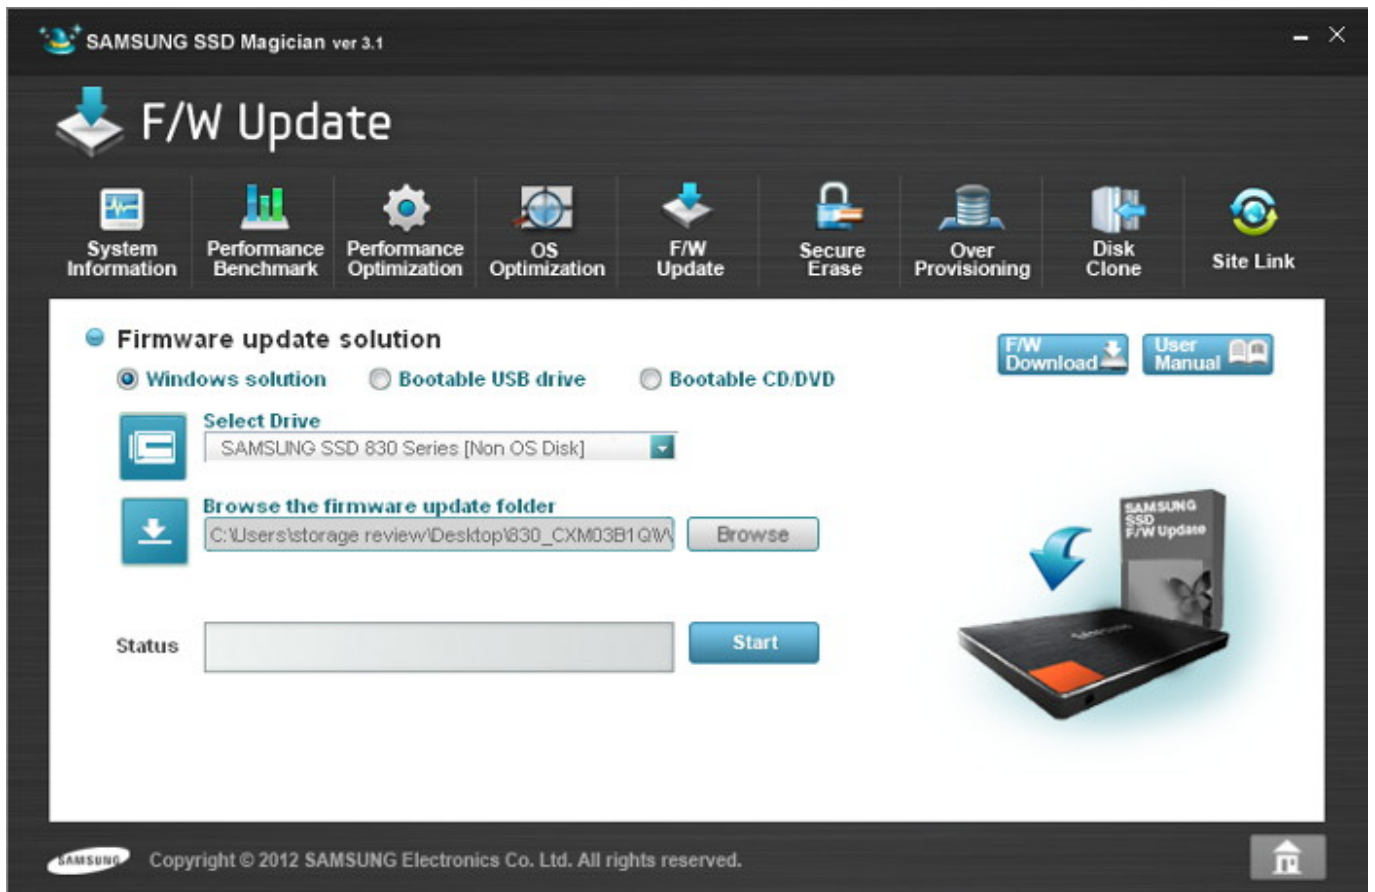 SAMSUNG SSD Magician ver 3.1
F/W Update
System
Information
Performance
Benchmark
Performance
Optimization
OS
Optimization
F/W
Update
Secure
Erase
Over
Provisioning
Disk
Clone
Site Link
Firmware update solution
F/W
Download
User
Manual
Windows solution
Bootable USB drive
Bootable CD/DVD
Select Drive
SAMSUNG SSD 830 Series [Non OS Disk]
Browse the firmware update folder
C:\Users\storage review\Desktop\830_CXM03B1Q\W
Browse
SAMSUNG
SSD
F/W Update
SAMSUNG
Status
Start
SAMSUNG
Copyright © 2012 SAMSUNG Electronics Co. Ltd. All rights reserved.